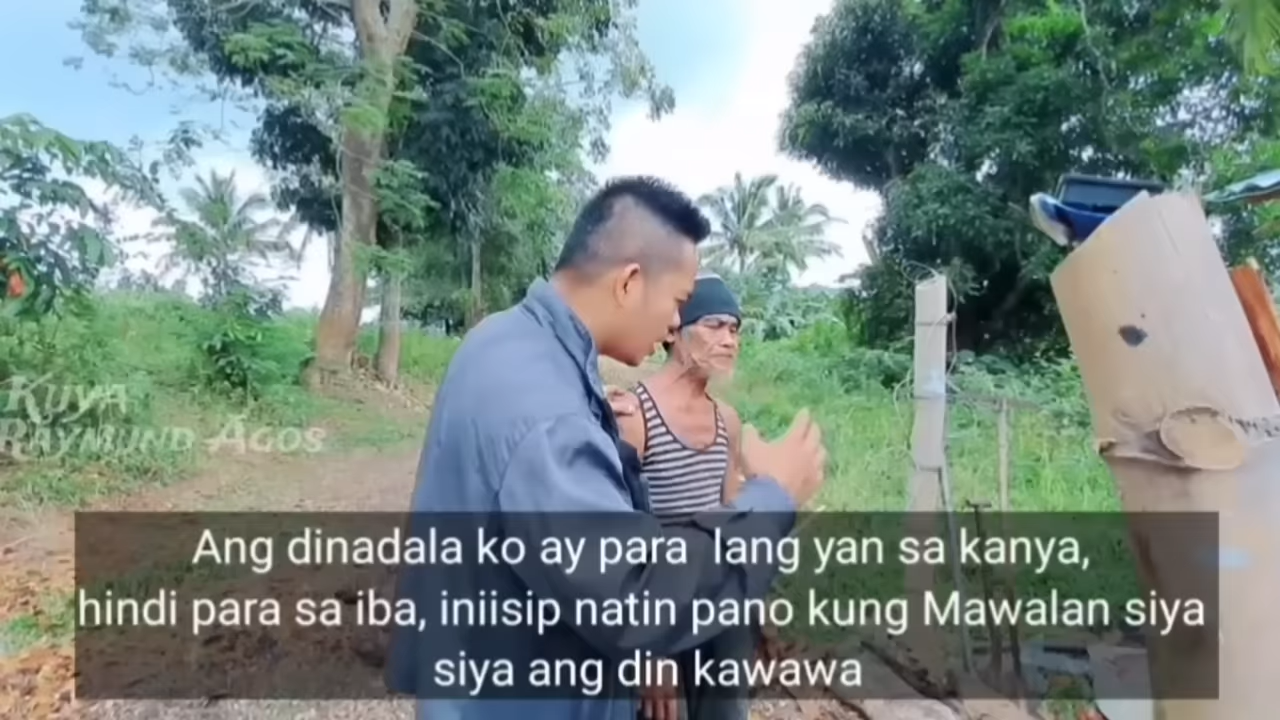 KUYA
RAYMUND AGOS
Ang dinadala ko ay para lang yan sa kanya,
hindi para sa iba, iniisip natin pano kung Mawalan siya
siya ang din kawawa